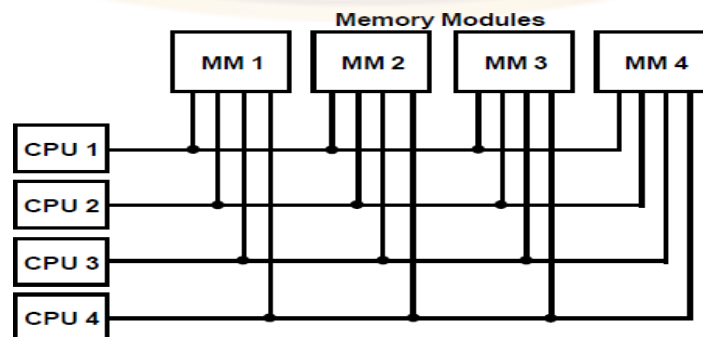 Memory Modules
MM 1 MM 2 MM 3 MM 4
CPU 1
CPU 2
CPU 3
CPU 4